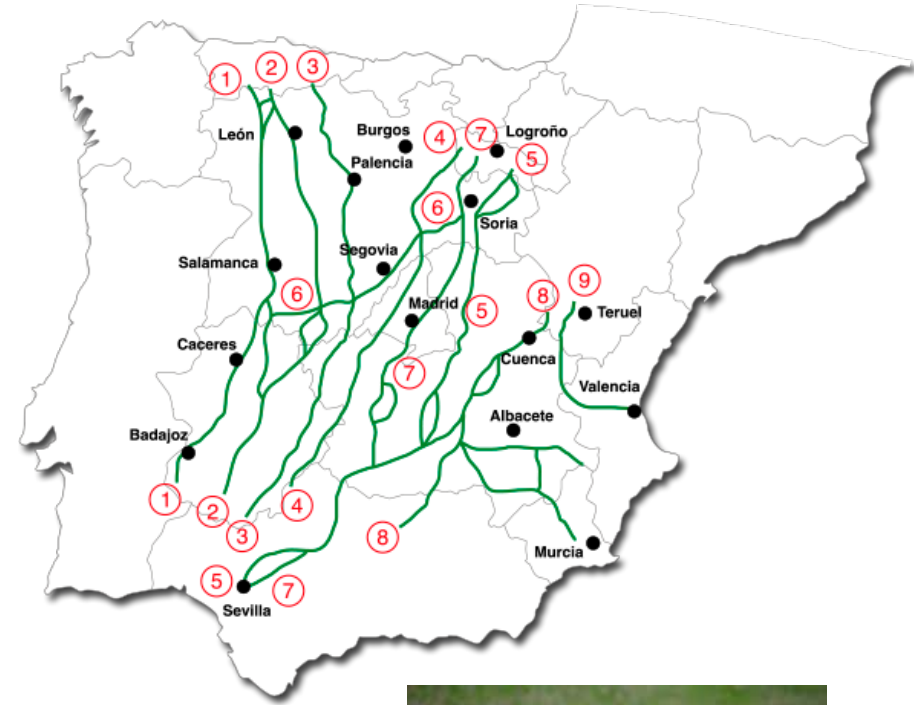 1
2
3
León
Burgos
4
7
Logroño
Palencia
5
6
Soria
Salamanca
Segovia
6
Madrid
5
8
9
Teruel
Caceres
7
Cuenca
Valencia
Albacete
Badajoz
1
2
4
3
8
Murcia
5
7
Sevilla